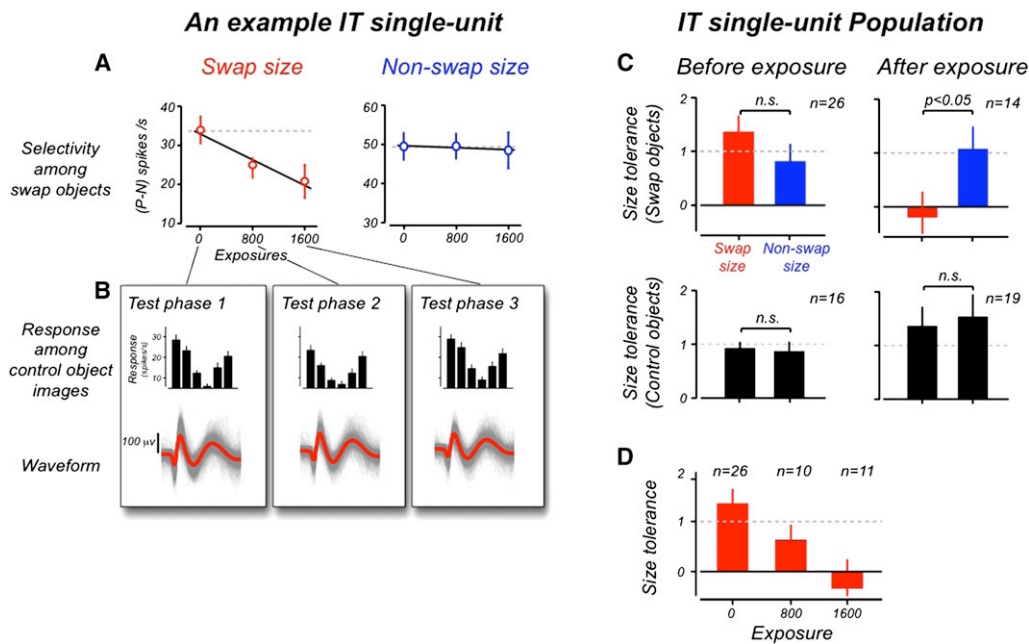 An example IT single-unit
IT single-unit Population
A
Swap size
Non-swap size
Selectivity
among
swap objects
(P-N) spikes /s
40
30
20
10
60
50
40
30
0
800
1600
0
800
1600
Exposures
B
Test phase 1
Test phase 2
Test phase 3
Response
among
control object
images
Response
(spikes/s)
30
20
10
Waveform
100 μv
C
Before exposure
After exposure
Size tolerance
(Swap objects)
2
1
0
n.s.
n=26
p<0.05
n=14
Swap
size
Non-swap
size
Size tolerance
(Control objects)
2
1
0
n.s.
n=16
n.s.
n=19
D
Size tolerance
2
1
0
n=26
n=10
n=11
0
800
1600
Exposure